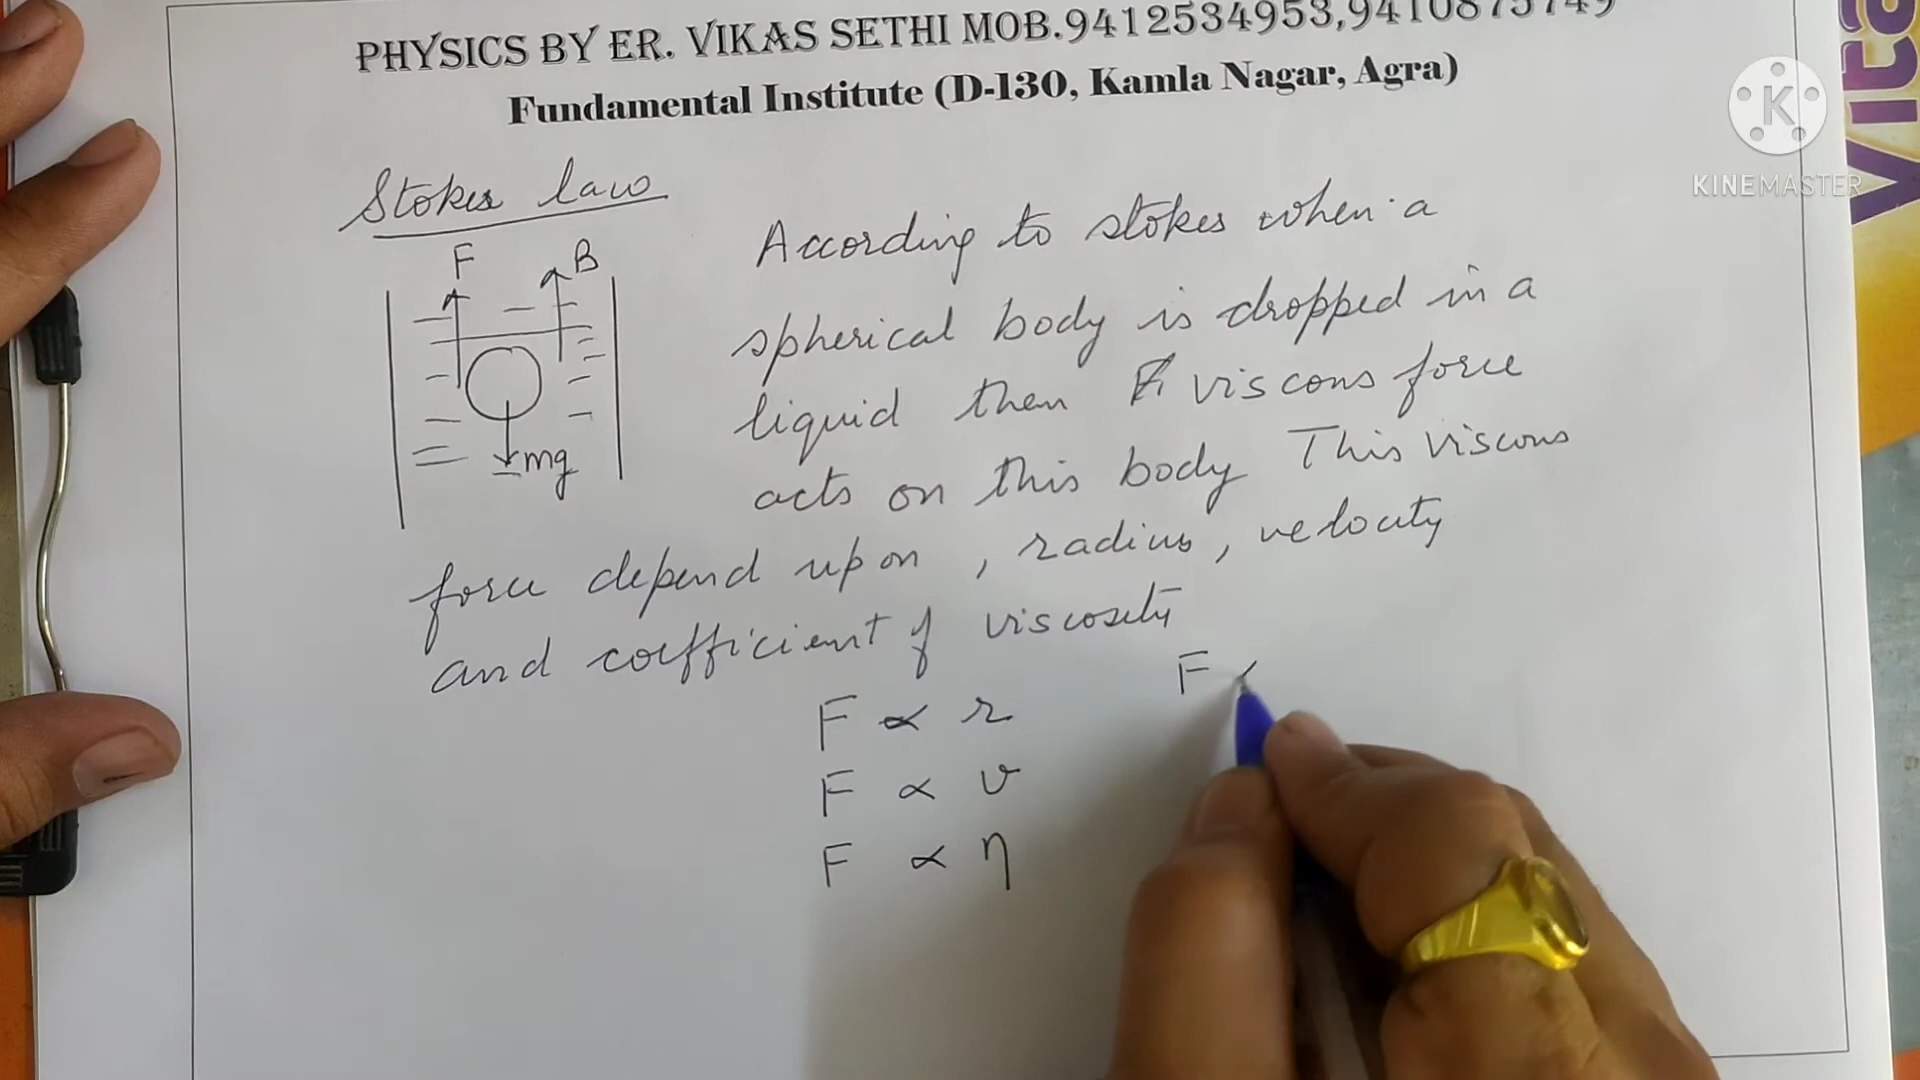 PHYSICS BY ER. VIKAS SETHI MOB.9412534953,9410875749
Fundamental Institute (D-130, Kamla Nagar, Agra)
K
KINEMASTER
Vita
Stokes law
F
B
mg
According to stokes when a
spherical body is dropped in a
liquid then A viscous force
acts on this body This viscous
force depend upon , radius, velocity
and coefficient of viscosity
F ∝ r
F ∝ v
F ∝ η
F